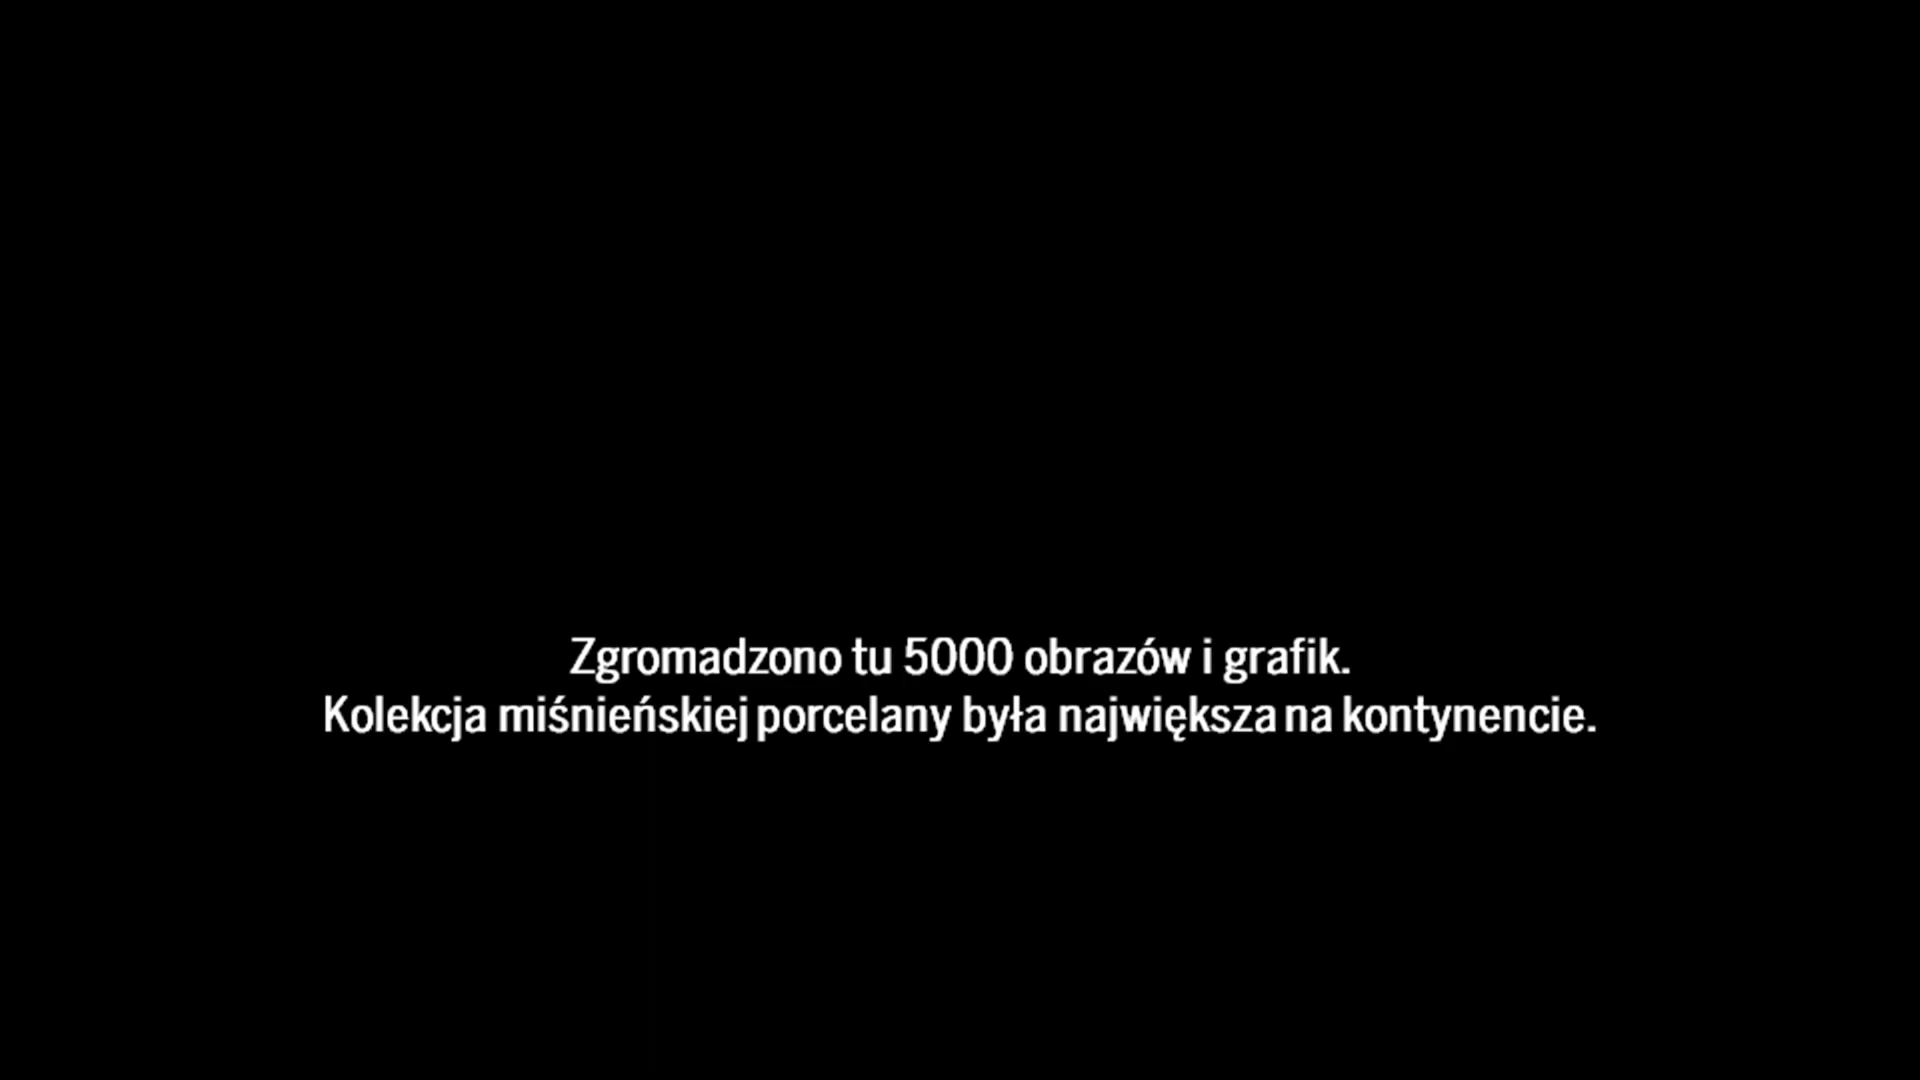 Zgromadzono tu 5000 obrazów i grafik.
Kolekcja miśnieńskiej porcelany była największa na kontynencie.